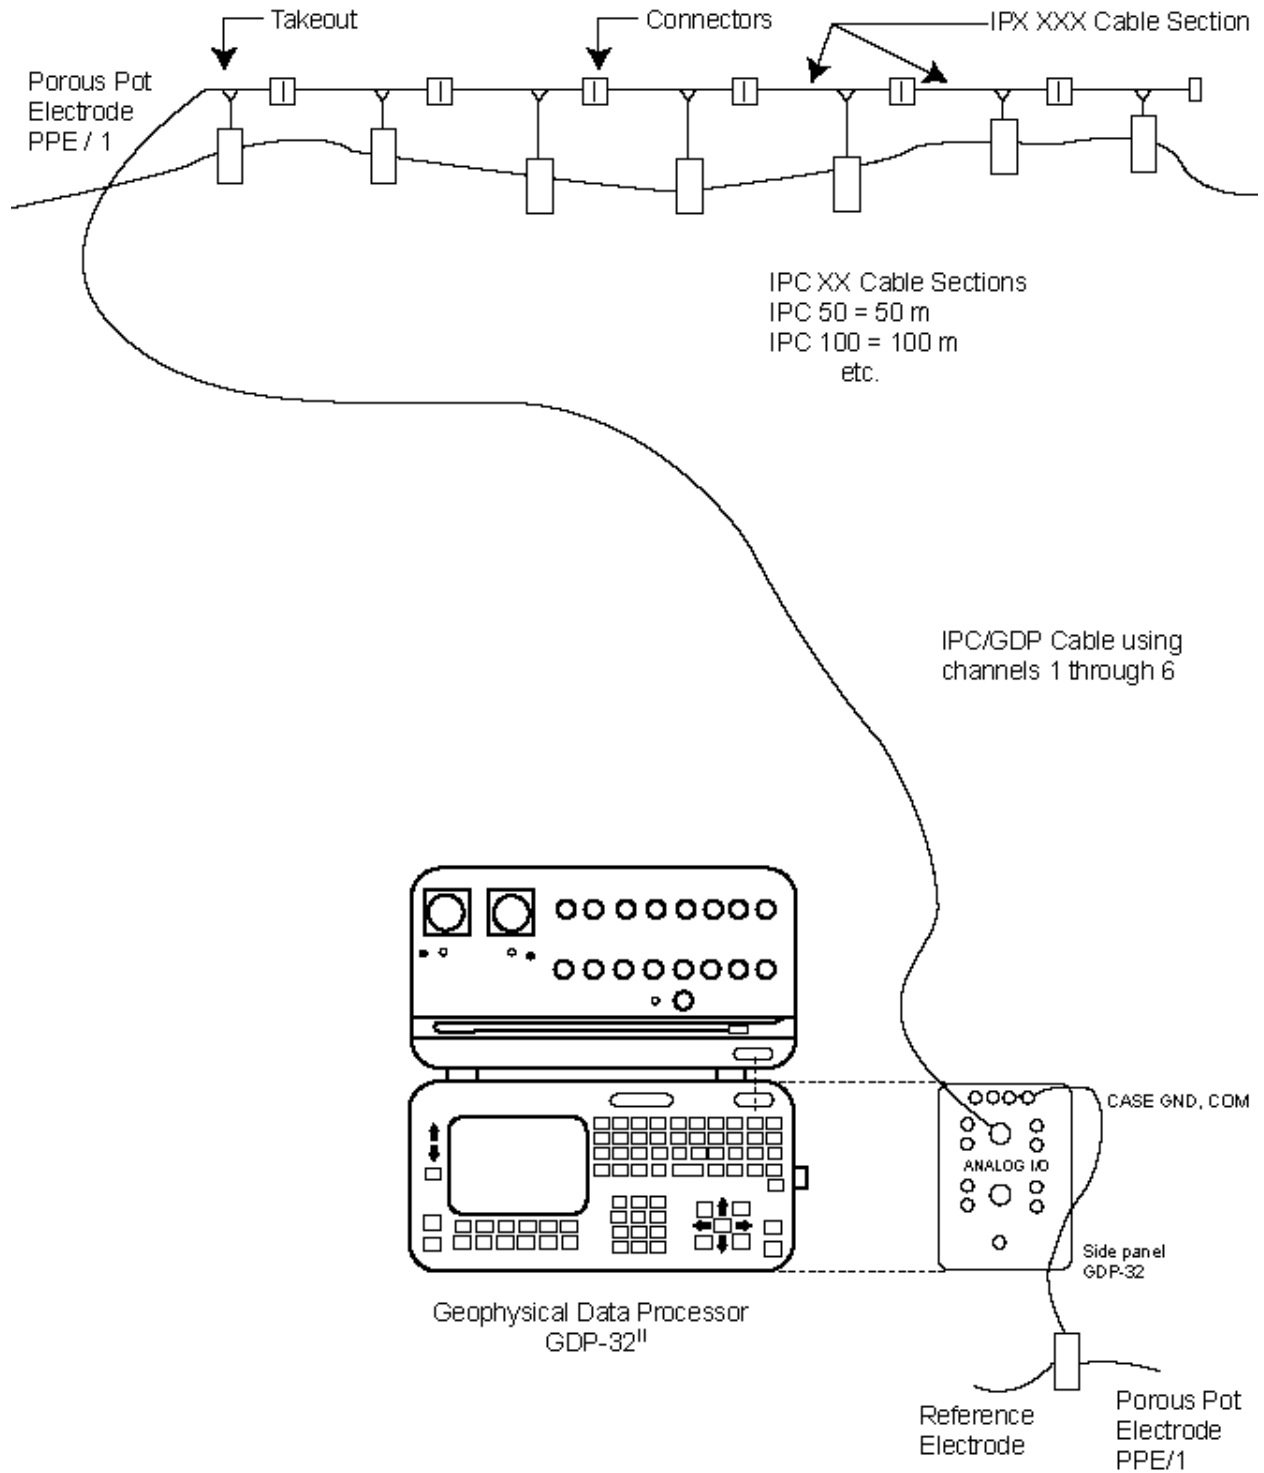 Takeout
Connectors
IPX XXX Cable Section
Porous Pot
Electrode
PPE / 1
IPC XX Cable Sections
IPC 50 = 50 m
IPC 100 = 100 m
etc.
IPC/GDP Cable using
channels 1 through 6
CASE GND, COM
ANALOG I/O
Side panel
GDP-32
Geophysical Data Processor
GDP-32II
Reference
Electrode
Porous Pot
Electrode
PPE/1